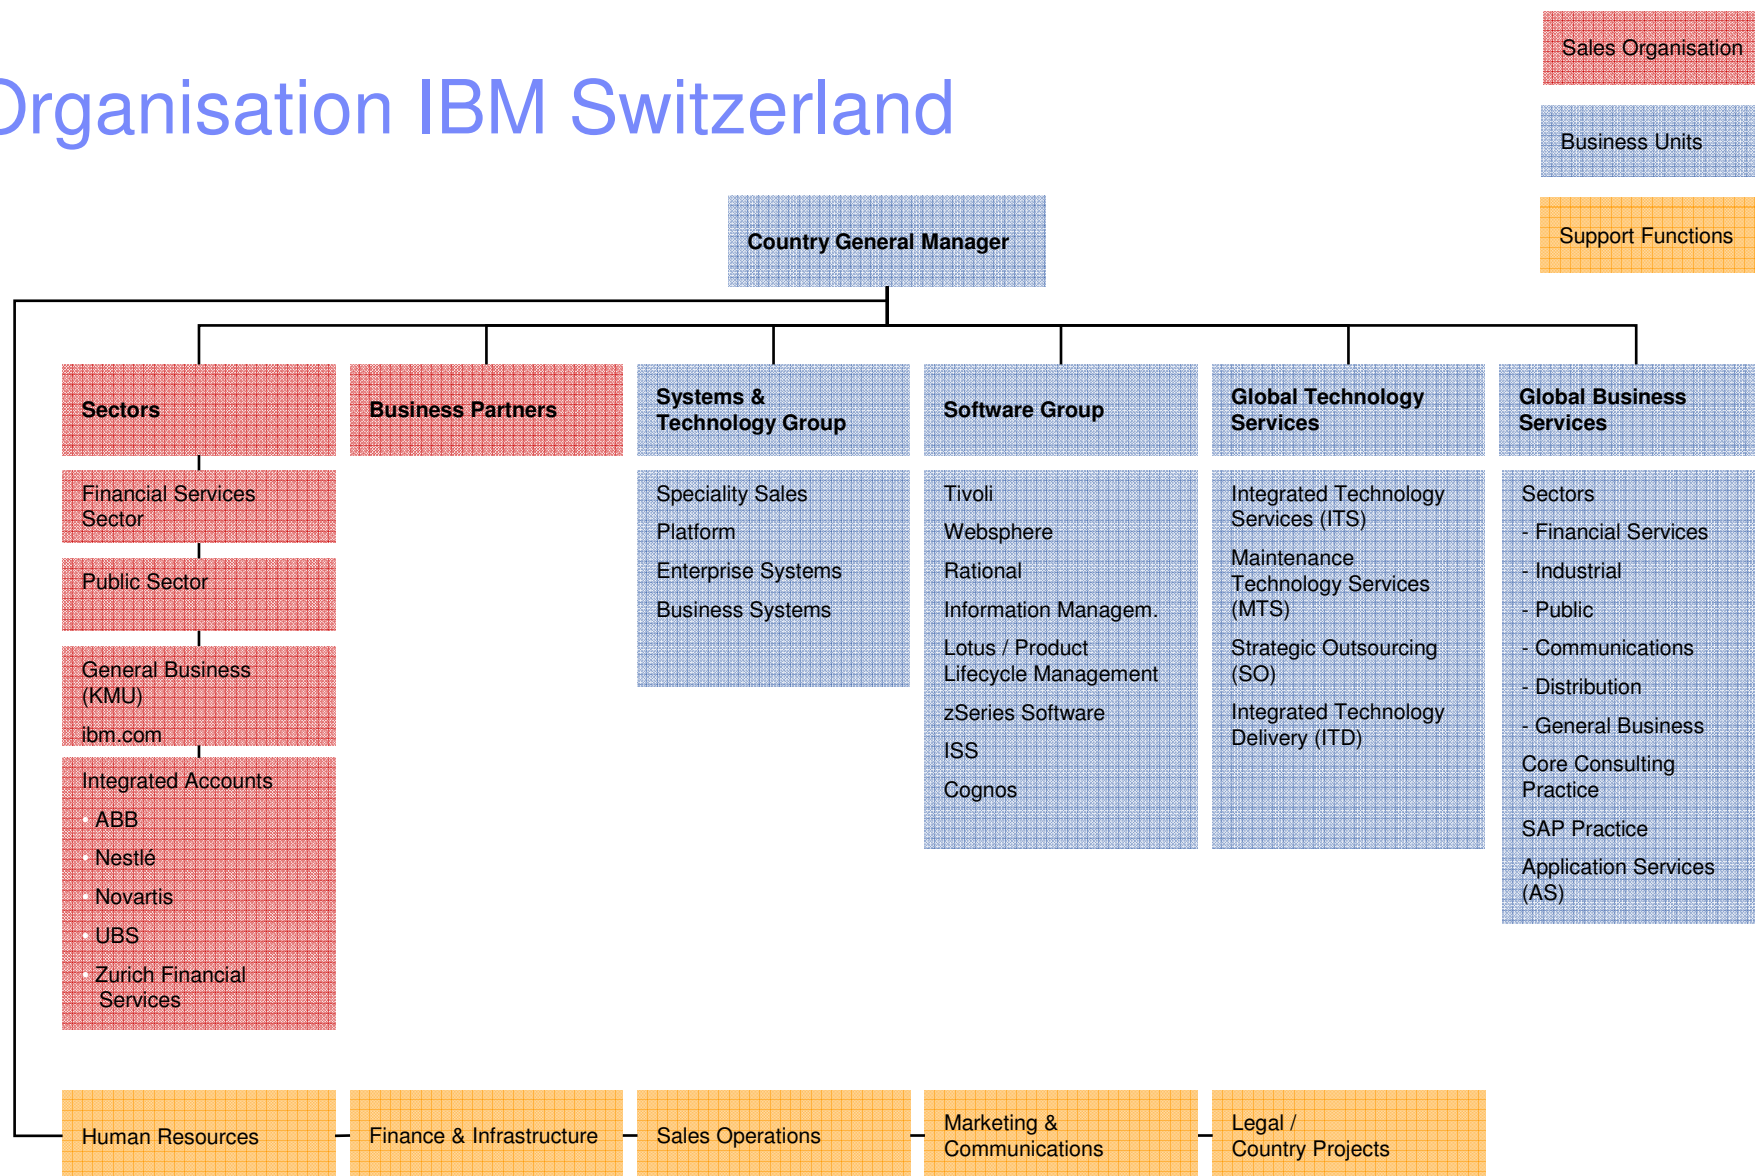 Organisation IBM Switzerland
Sales Organisation
Business Units
Support Functions
Country General Manager
Sectors
Financial Services
Sector
Public Sector
General Business
(KMU)
ibm.com
Integrated Accounts
• ABB
• Nestlé
• Novartis
• UBS
• Zurich Financial
Services
Business Partners
Systems &
Technology Group
Speciality Sales
Platform
Enterprise Systems
Business Systems
Software Group
Tivoli
Websphere
Rational
Information Managem.
Lotus / Product
Lifecycle Management
zSeries Software
ISS
Cognos
Global Technology
Services
Integrated Technology
Services (ITS)
Maintenance
Technology Services
(MTS)
Strategic Outsourcing
(SO)
Integrated Technology
Delivery (ITD)
Global Business
Services
Sectors
- Financial Services
- Industrial
- Public
- Communications
- Distribution
- General Business
Core Consulting
Practice
SAP Practice
Application Services
(AS)
Human Resources
Finance & Infrastructure
Sales Operations
Marketing &
Communications
Legal /
Country Projects